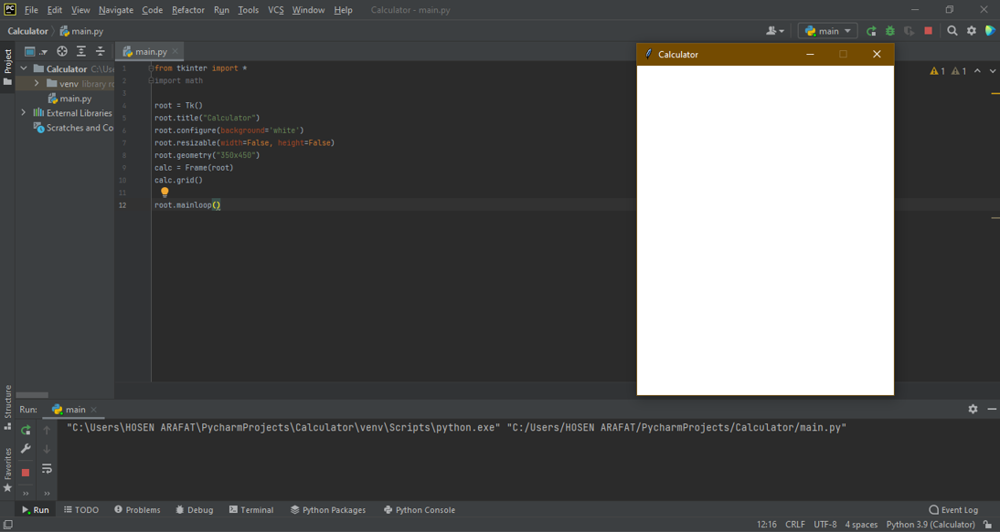 PC File Edit View Navigate Code Refactor Run Tools VCS Window Help Calculator - main.py
Calculator main.py main
Project
main.py
Calculator C:\Use
venv library ro
main.py
External Libraries
Scratches and Co
1 from tkinter import *
2 import math
3
4 root = Tk()
5 root.title("Calculator")
6 root.configure(background='white')
7 root.resizable(width=False, height=False)
8 root.geometry("350x450")
9 calc = Frame(root)
10 calc.grid()
11
12 root.mainloop()
1 1
Calculator
Structure
Favorites
Run: main
"C:\Users\HOSEN ARAFAT\PycharmProjects\Calculator\venv\Scripts\python.exe" "C:/Users/HOSEN ARAFAT/PycharmProjects/Calculator/main.py"
Run TODO Problems Debug Terminal Python Packages Python Console Event Log
12:16 CRLF UTF-8 4 spaces Python 3.9 (Calculator)